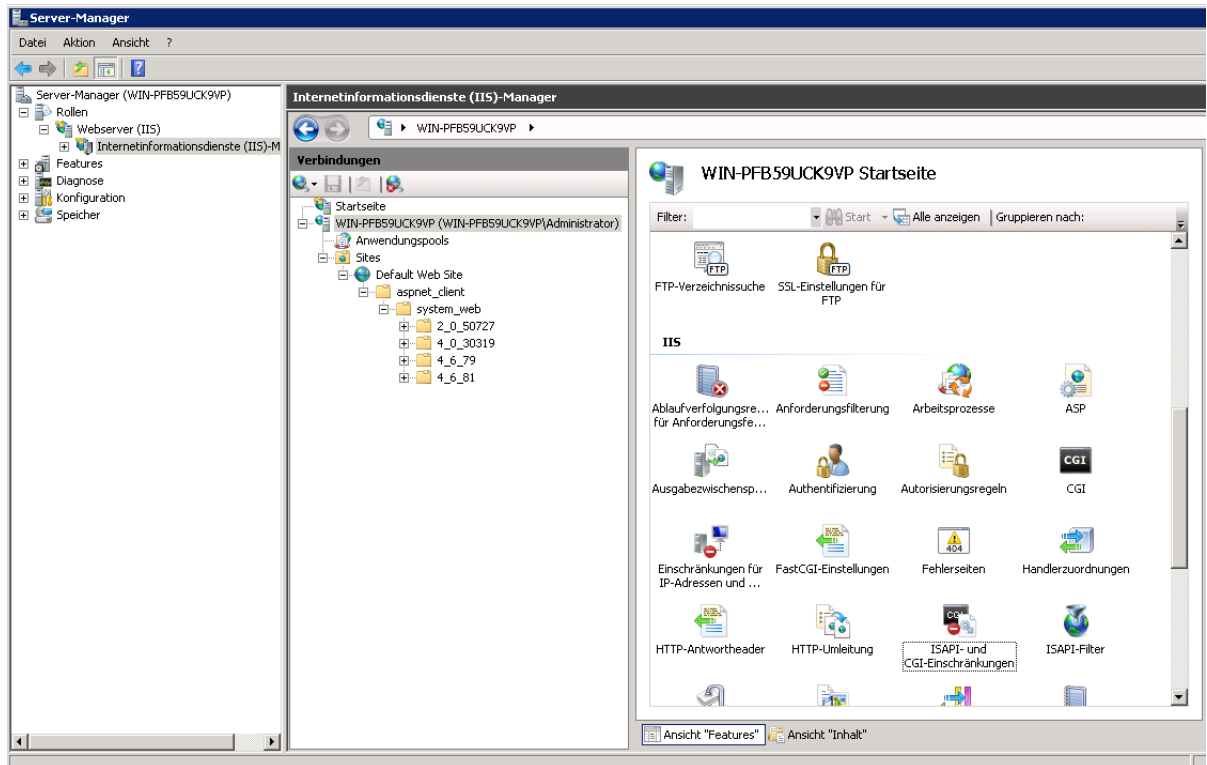 Server-Manager
Datei Aktion Ansicht ?
Server-Manager (WIN-PFB59UCK9VP)
Rollen
Webserver (IIS)
Internetinformationsdienste (IIS)-M
Features
Diagnose
Konfiguration
Speicher
Internetinformationsdienste (IIS)-Manager
WIN-PFB59UCK9VP
Verbindungen
Startseite
WIN-PFB59UCK9VP (WIN-PFB59UCK9VP\Administrator)
Anwendungspools
Sites
Default Web Site
aspnet_client
system_web
2_0_50727
4_0_30319
4_6_79
4_6_81
WIN-PFB59UCK9VP Startseite
Filter: Start Alle anzeigen Gruppieren nach:
FTP FTP
FTP-Verzeichnissuche SSL-Einstellungen für
FTP
IIS
Ablaufverfolgungsre... Anforderungsfilterung Arbeitsprozesse ASP
für Anforderungsfe...
CGI
Ausgabezwischensp... Authentifizierung Autorisierungsregeln CGI
404
Einschränkungen für FastCGI-Einstellungen Fehlerseiten Handlerzuordnungen
IP-Adressen und ...
HTTP-Antwortheader HTTP-Umleitung ISAPI- und ISAPI-Filter
CGI-Einschränkungen
Ansicht "Features" Ansicht "Inhalt"